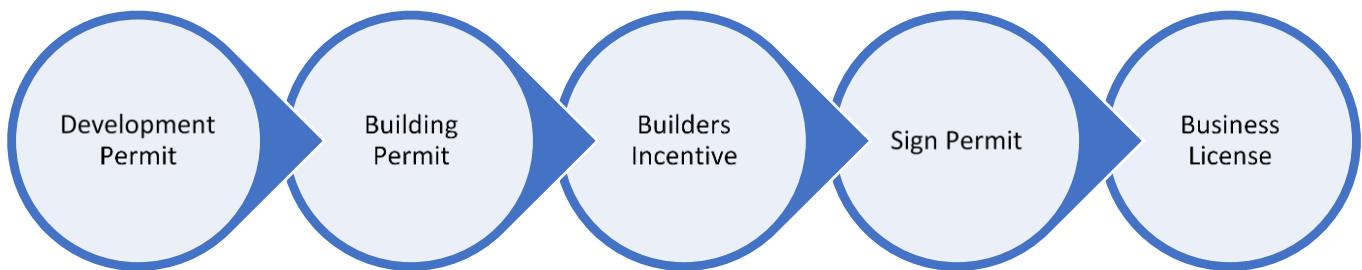 Development
Permit
Building
Permit
Builders
Incentive
Sign Permit
Business
License